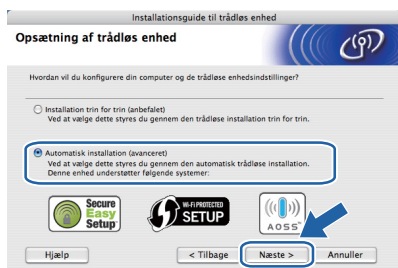 Installationsguide til trådløs enhed
Opsætning af trådløs enhed
Hvordan vil du konfigurere din computer og de trådløse enhedsindstillinger?
Installation trin for trin (anbefalet)
Ved at vælge dette styres du gennem den trådløse installation trin for trin.
Automatisk installation (avanceret)
Ved at vælge dette styres du gennem den automatisk trådløse installation.
Denne enhed understøtter følgende systemer:
Secure
Easy
Setup
WI-FI PROTECTED
SETUP
AOSS
Hjælp
< Tilbage
Næste >
Annuller